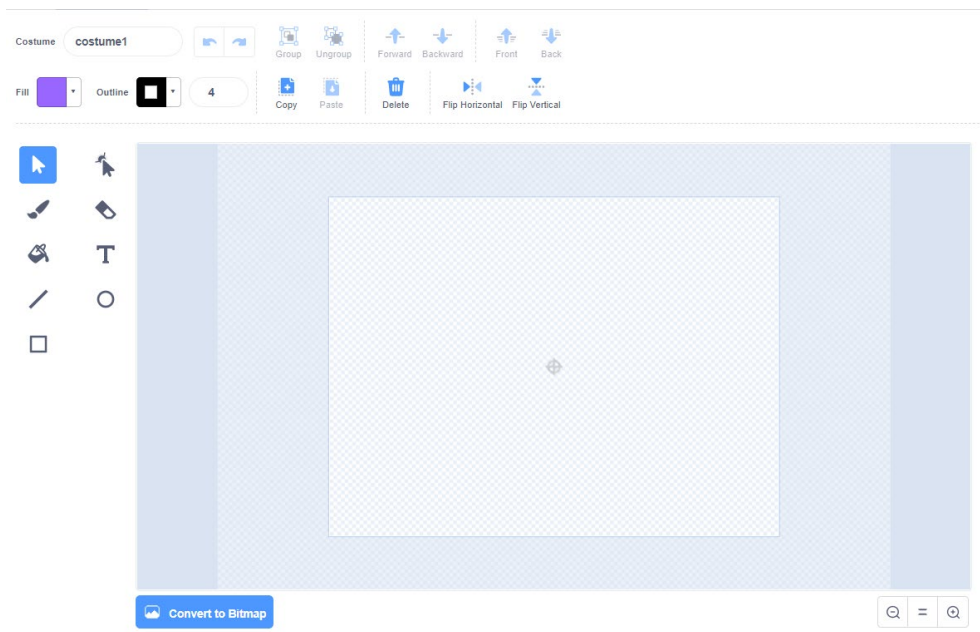 Costume costume1 Group Ungroup Forward Backward Front Back
Fill Outline 4 Copy Paste Delete Flip Horizontal Flip Vertical
T
Convert to Bitmap